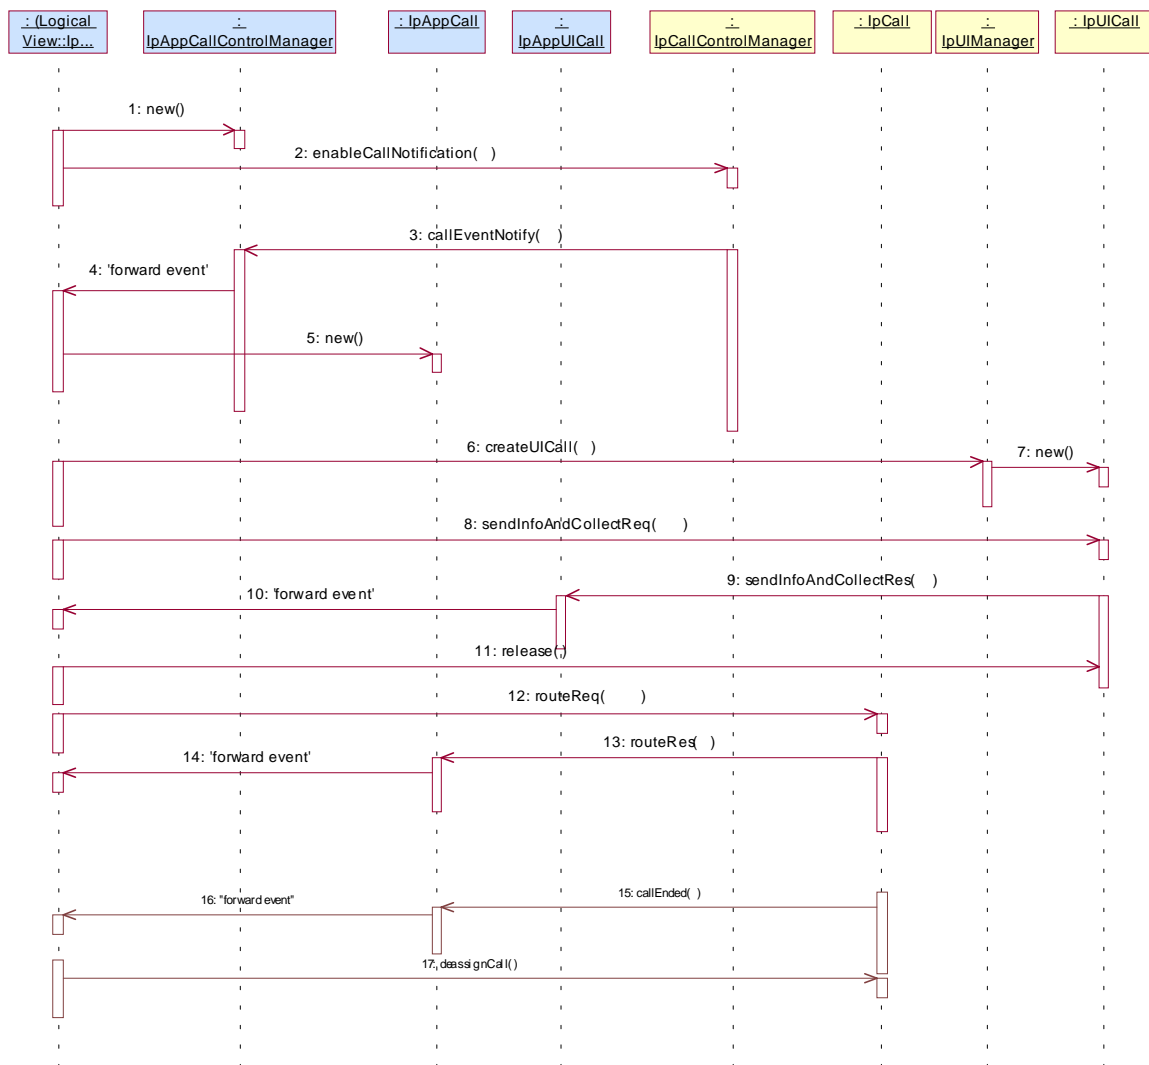 : (Logical
View::Ip...
:
IpAppCallControlManager
: IpAppCall
:
IpAppUICall
:
IpCallControlManager
: IpCall
:
IpUIManager
: IpUICall
1: new()
2: enableCallNotification( )
3: callEventNotify( )
4: 'forward event'
5: new()
6: createUICall( )
7: new()
8: sendInfoAndCollectReq( )
9: sendInfoAndCollectRes( )
10: 'forward event'
11: release( )
12: routeReq( )
13: routeRes( )
14: 'forward event'
15: callEnded( )
16: "forward event"
17: deassignCall( )